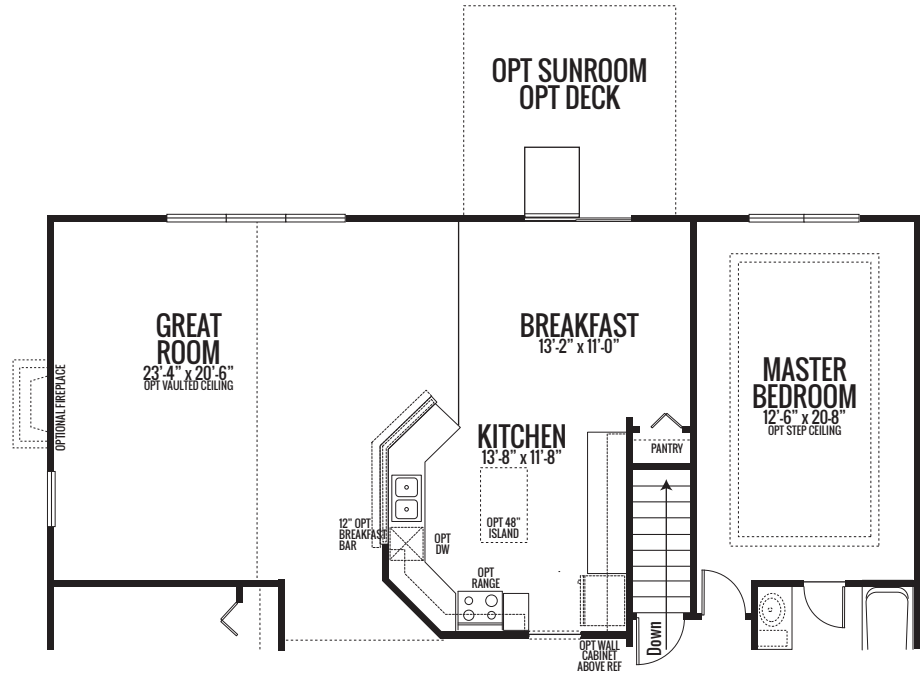 OPT SUNROOM
OPT DECK
GREAT
ROOM
23'-4" x 20'-6"
OPT VAULTED CEILING
OPTIONAL FIREPLACE
BREAKFAST
13'-2" x 11'-0"
MASTER
BEDROOM
12'-6" x 20-8"
OPT STEP CEILING
KITCHEN
13'-8" x 11'-8"
PANTRY
12" OPT
BREAKFAST
BAR
OPT
DW
OPT 48"
ISLAND
OPT
RANGE
OPT WALL
CABINET
ABOVE REF
Down